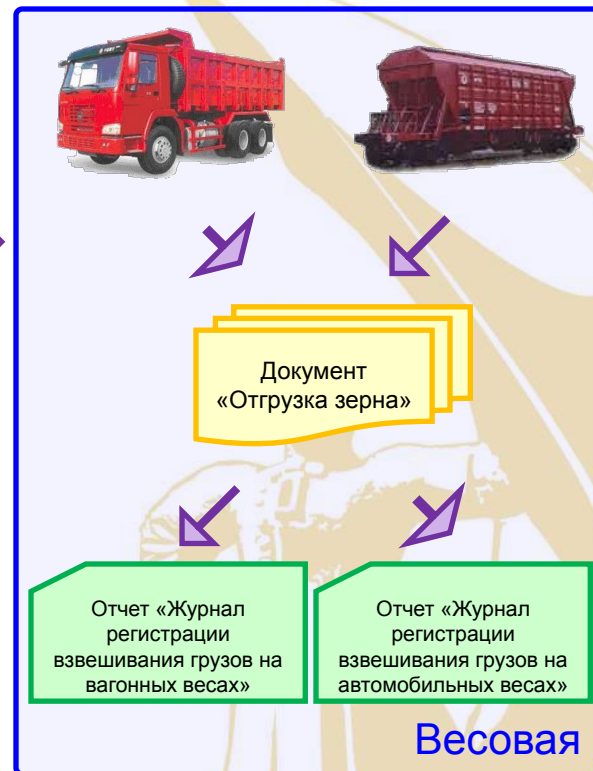 Документ
«Отгрузка зерна»
Отчет «Журнал
регистрации
взвешивания грузов на
вагонных весах»
Отчет «Журнал
регистрации
взвешивания грузов на
автомобильных весах»
Весовая